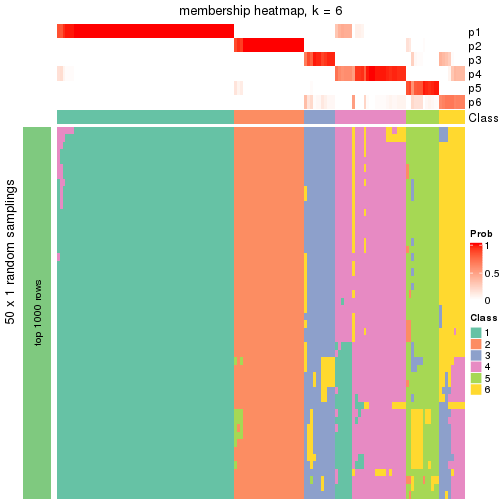 membership heatmap, k = 6
p1
p2
p3
p4
p5
p6
Class
50 x 1 random samplings
top 1000 rows
Prob
1
0.5
0
Class
1
2
3
4
5
6